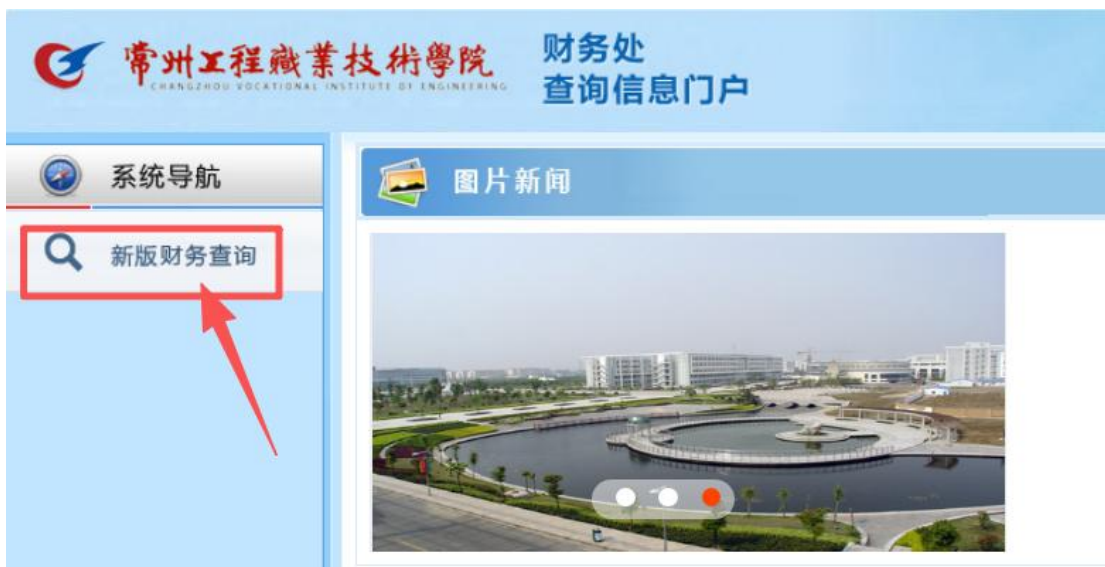 常州工程職業技術學院
CHANGZHOU VOCATIONAL INSTITUTE OF ENGINEERING
财务处
查询信息门户
系统导航
图片新闻
新版财务查询